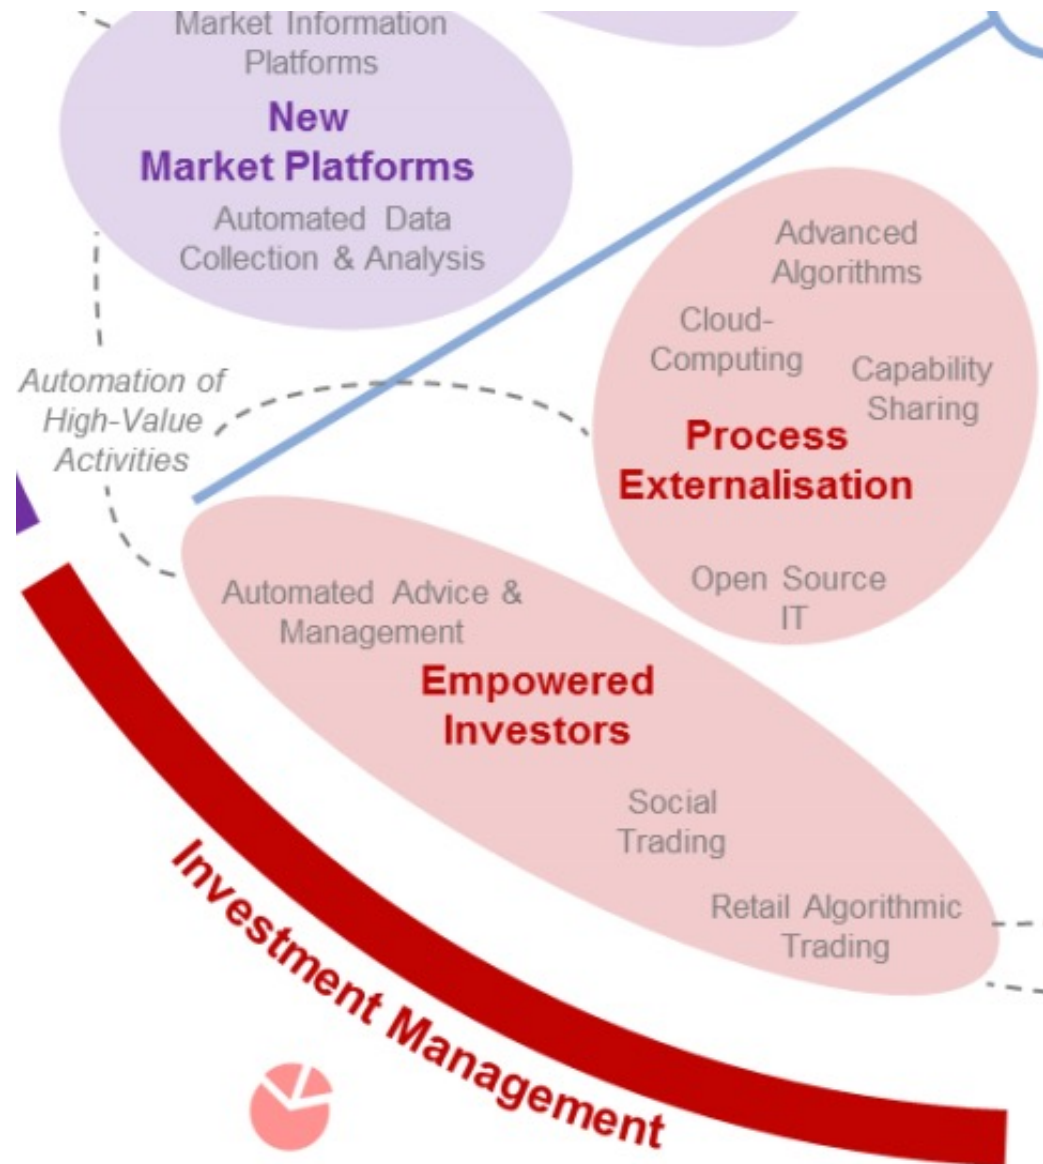 Market Information
Platforms
New
Market Platforms
Automated Data
Collection & Analysis
Advanced
Algorithms
Cloud-
Computing
Capability
Sharing
Process
Externalisation
Open Source
IT
Automation of
High-Value
Activities
Automated Advice &
Management
Empowered
Investors
Social
Trading
Retail Algorithmic
Trading
Investment Management